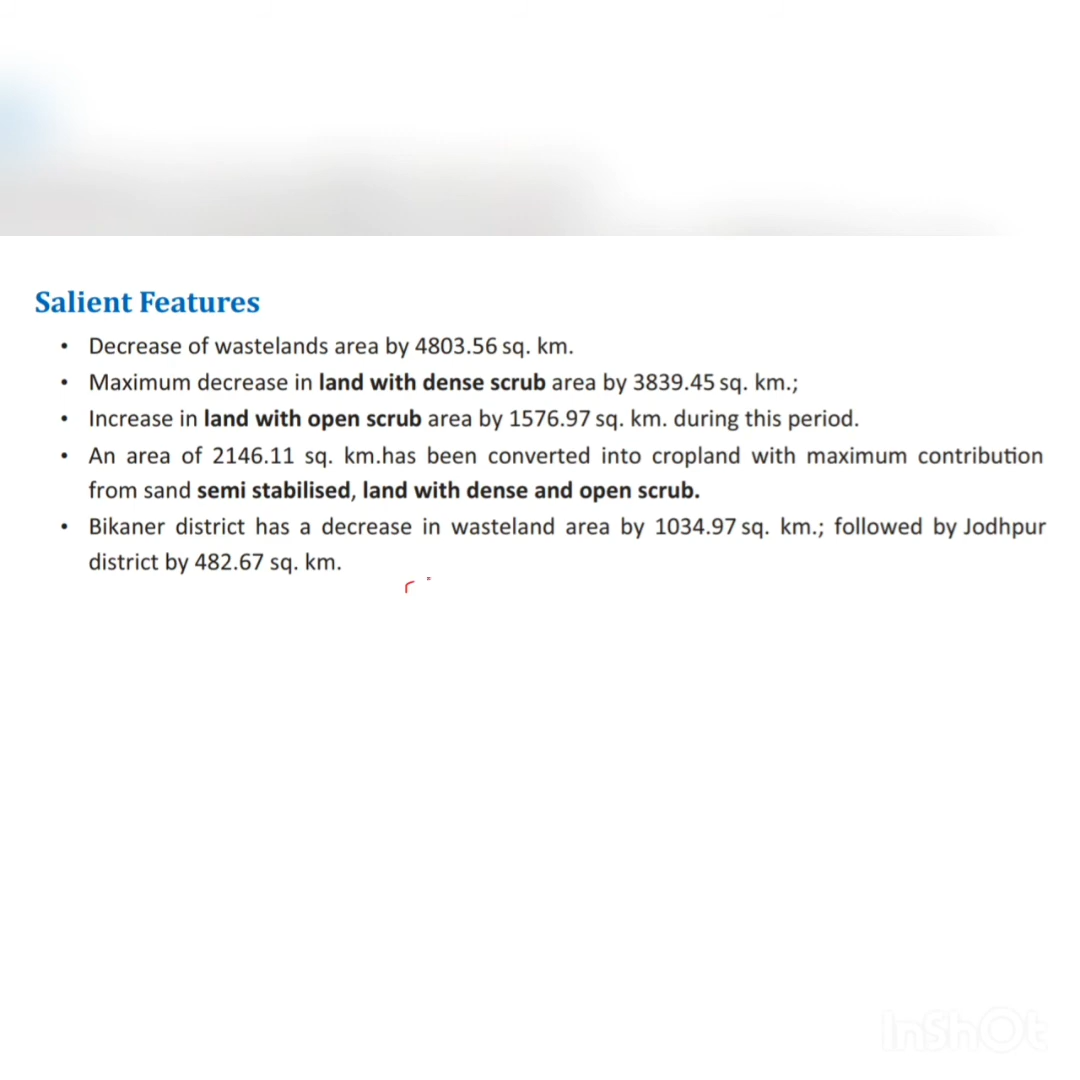 Salient Features
• Decrease of wastelands area by 4803.56 sq. km.
• Maximum decrease in land with dense scrub area by 3839.45 sq. km.;
• Increase in land with open scrub area by 1576.97 sq. km. during this period.
• An area of 2146.11 sq. km.has been converted into cropland with maximum contribution
from sand semi stabilised, land with dense and open scrub.
• Bikaner district has a decrease in wasteland area by 1034.97 sq. km.; followed by Jodhpur
district by 482.67 sq. km.
InShOt